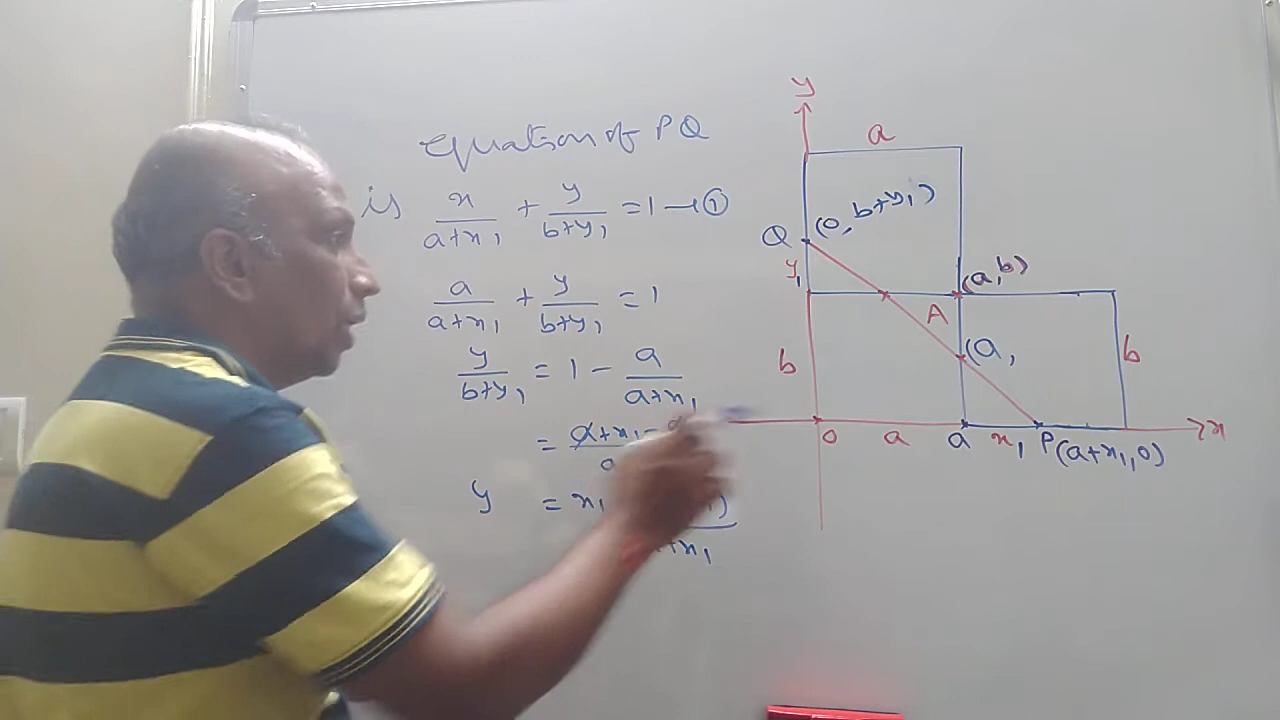 equation of PQ
is x/(a+x₁) + y/(b+y₁) = 1 → ①
a/(a+x₁) + y/(b+y₁) = 1
y/(b+y₁) = 1 - a/(a+x₁)
= a+x₁-
y = x₁
+x₁
y
a
(0, b+y₁)
Q
y₁
(a, b)
A
b
(a,
b
0
a
a
x₁
P(a+x₁, 0)
x